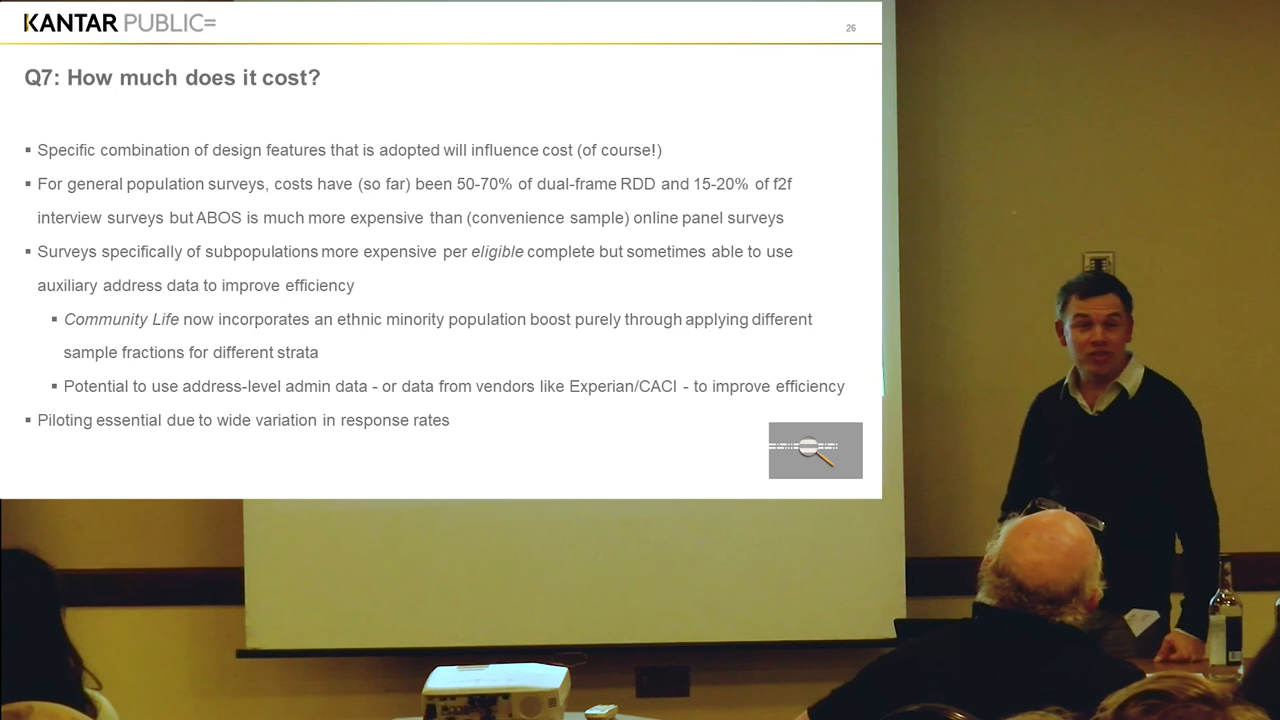 KANTAR PUBLIC=
26
Q7: How much does it cost?
▪ Specific combination of design features that is adopted will influence cost (of course!)
▪ For general population surveys, costs have (so far) been 50-70% of dual-frame RDD and 15-20% of f2f
interview surveys but ABOS is much more expensive than (convenience sample) online panel surveys
▪ Surveys specifically of subpopulations more expensive per eligible complete but sometimes able to use
auxiliary address data to improve efficiency
▪ Community Life now incorporates an ethnic minority population boost purely through applying different
sample fractions for different strata
▪ Potential to use address-level admin data - or data from vendors like Experian/CACI - to improve efficiency
▪ Piloting essential due to wide variation in response rates